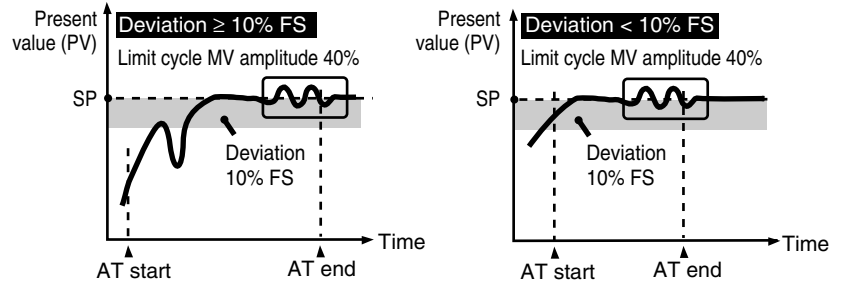 Present
value (PV)
Deviation ≥ 10% FS
Limit cycle MV amplitude 40%
SP
Deviation
10% FS
Time
AT start
AT end
Present
value (PV)
Deviation < 10% FS
Limit cycle MV amplitude 40%
SP
Deviation
10% FS
Time
AT start
AT end